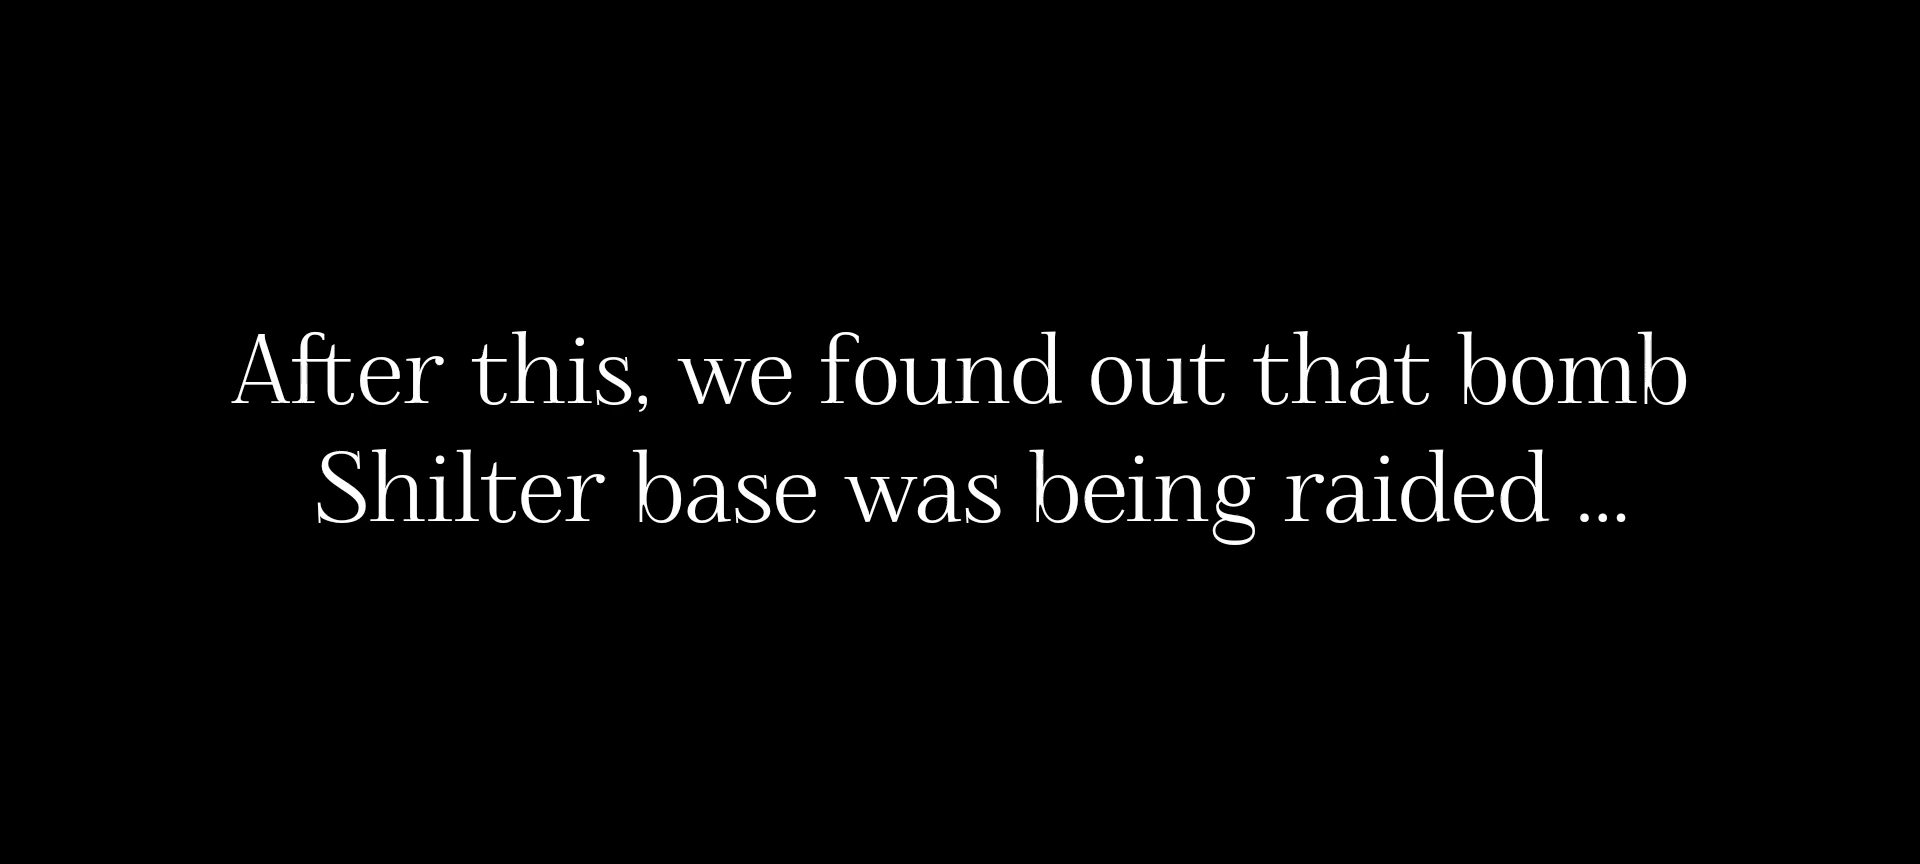 After this, we found out that bomb
Shilter base was being raided ...